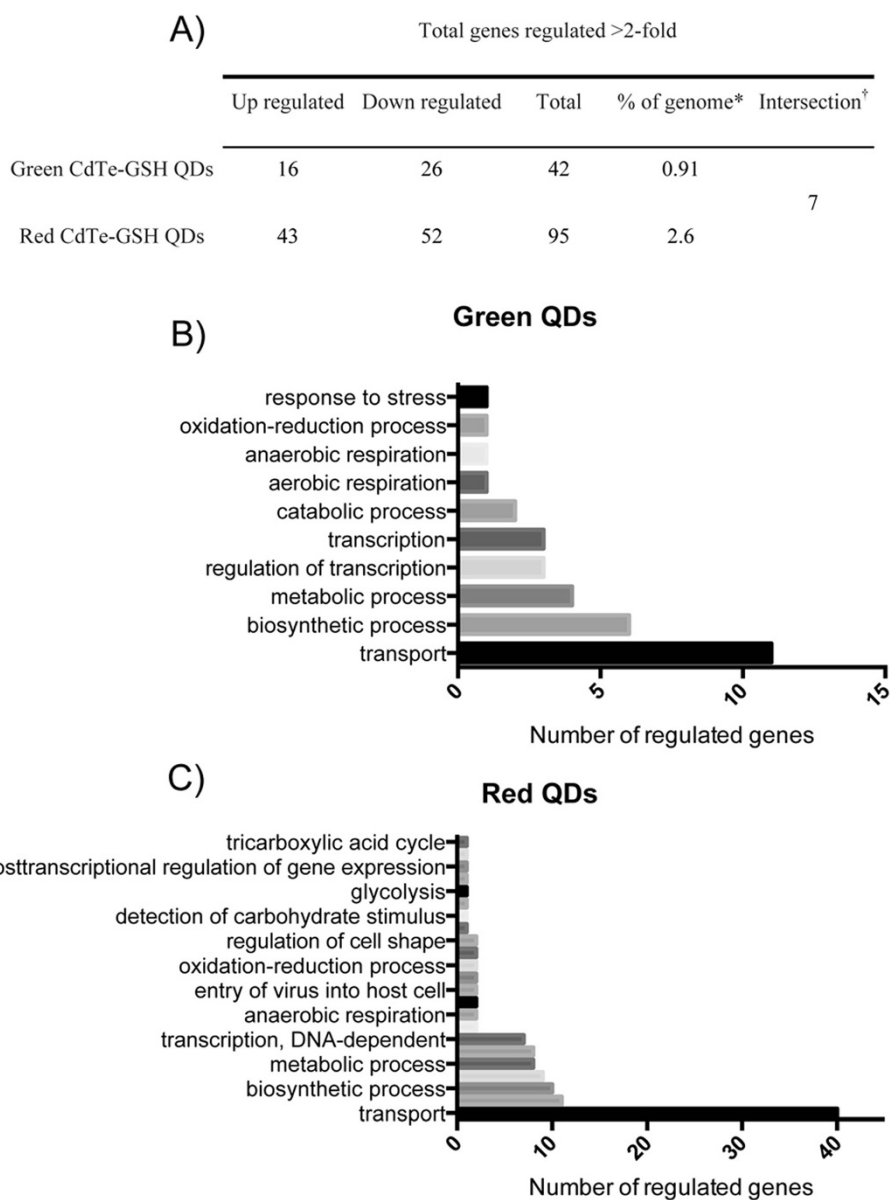 A)
Total genes regulated >2-fold
Up regulated Down regulated Total % of genome* Intersection†
Green CdTe-GSH QDs 16 26 42 0.91
7
Red CdTe-GSH QDs 43 52 95 2.6
B)
Green QDs
response to stress
oxidation-reduction process
anaerobic respiration
aerobic respiration
catabolic process
transcription
regulation of transcription
metabolic process
biosynthetic process
transport
0 5 10 15
Number of regulated genes
C)
Red QDs
tricarboxylic acid cycle
osttranscriptional regulation of gene expression
glycolysis
detection of carbohydrate stimulus
regulation of cell shape
oxidation-reduction process
entry of virus into host cell
anaerobic respiration
transcription, DNA-dependent
metabolic process
biosynthetic process
transport
0 10 20 30 40
Number of regulated genes